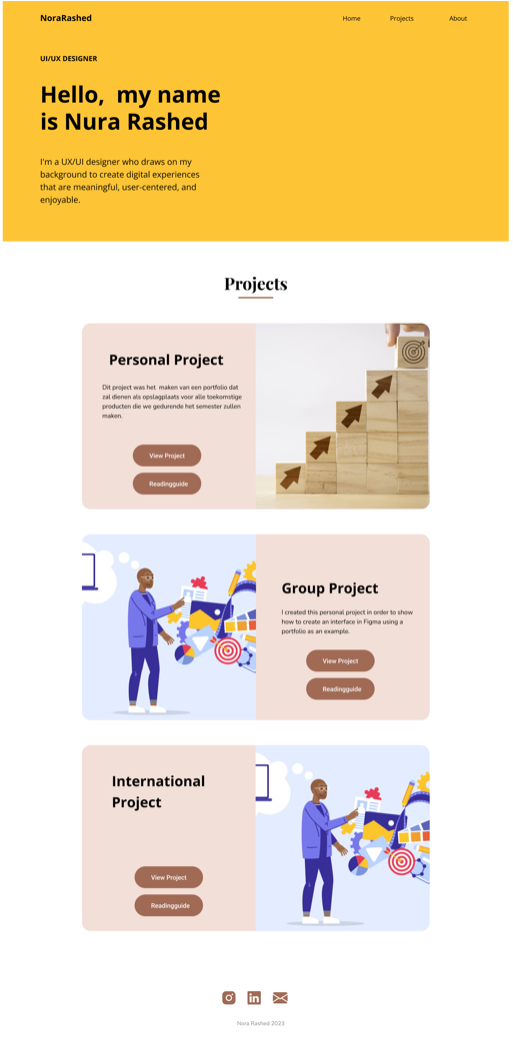 NoraRashed
Home Projects About
UI/UX DESIGNER
Hello, my name
is Nura Rashed
I'm a UX/UI designer who draws on my
background to create digital experiences
that are meaningful, user-centered, and
enjoyable.
Projects
Personal Project
Dit project was het maken van een portfolio dat
zal dienen als opslagplaats voor alle toekomstige
producten die we gedurende het semester zullen
maken.
View Project
Readingguide
Group Project
I created this personal project in order to show
how to create an interface in Figma using a
portfolio as an example.
View Project
Readingguide
International
Project
View Project
Readingguide
Nora Rashed 2023